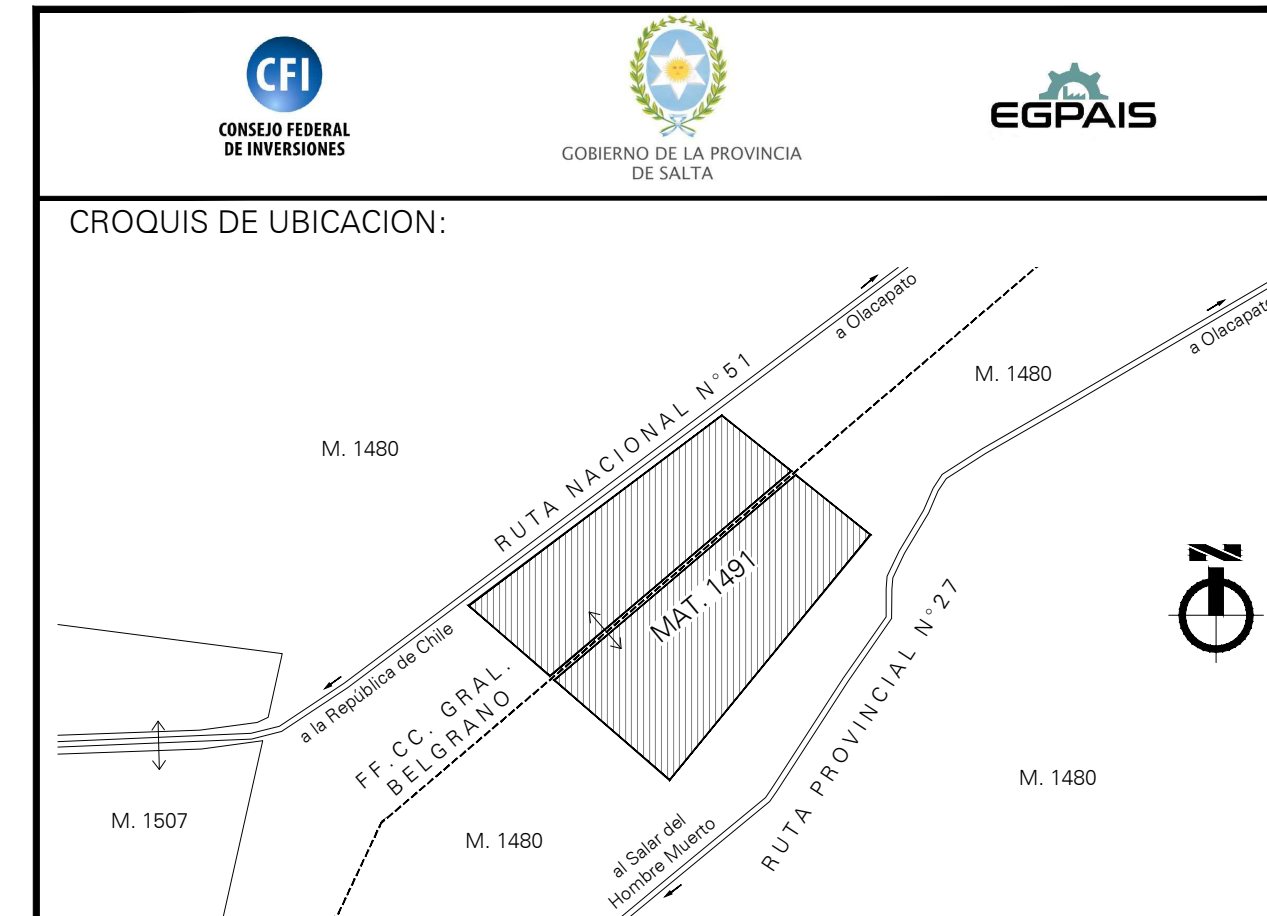 CFI
CONSEJO FEDERAL
DE INVERSIONES
GOBIERNO DE LA PROVINCIA
DE SALTA
EGPAIS
CROQUIS DE UBICACION:
a Olacapato
a Olacapato
RUTA NACIONAL N°51
M. 1480
M. 1480
MAT. 1491
N
a la República de Chile
FF.CC. GRAL.
BELGRANO
RUTA PROVINCIAL N°27
M. 1507
M. 1480
M. 1480
al Salar del
Hombre Muerto